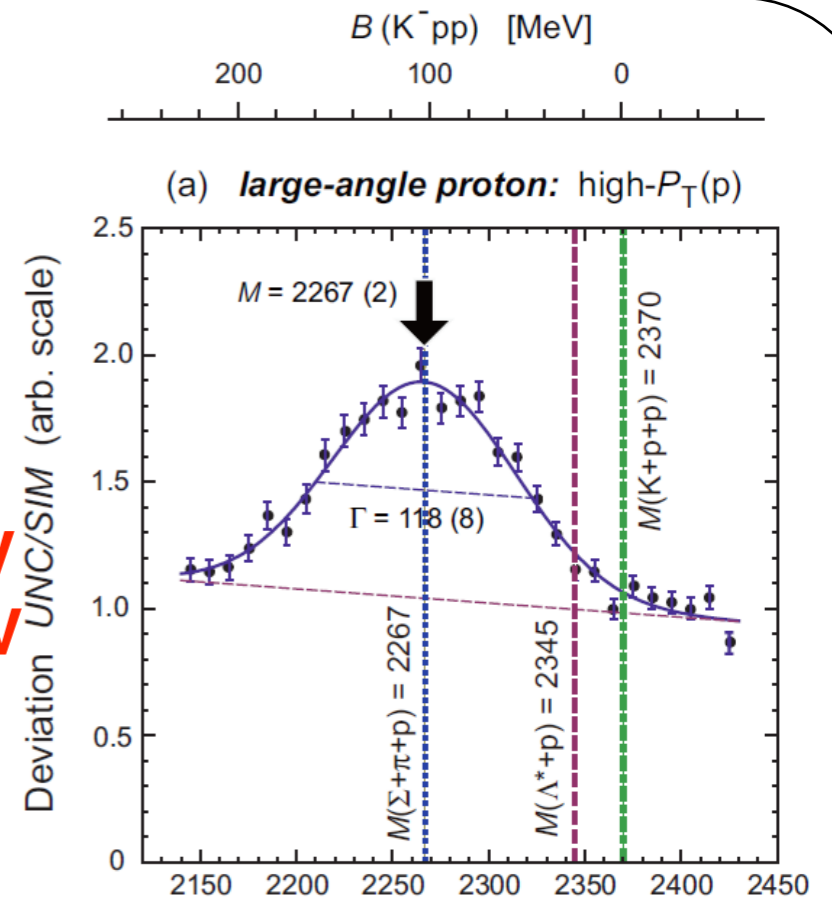 B (K⁻pp) [MeV]
200 100 0
(a) large-angle proton: high-P_T(p)
Deviation UNC/SIM (arb. scale)
2.5
2.0
1.5
1.0
0.5
0
M = 2267 (2)
Γ = 118 (8)
M(Σ+π+p) = 2267
M(Λ*+p) = 2345
M(K+p+p) = 2370
2150 2200 2250 2300 2350 2400 2450